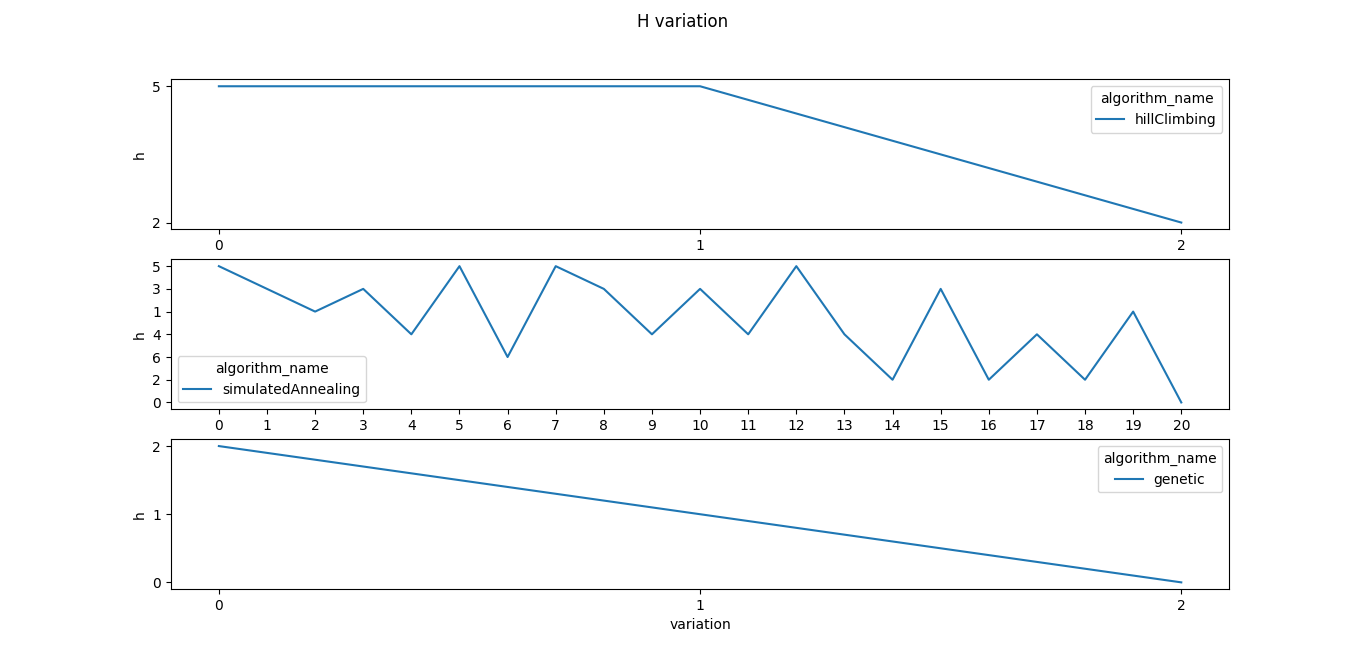 H variation
5
2
h
algorithm_name
hillClimbing
0 1 2
5
3
1
4
6
2
0
h
algorithm_name
simulatedAnnealing
0 1 2 3 4 5 6 7 8 9 10 11 12 13 14 15 16 17 18 19 20
2
1
0
h
algorithm_name
genetic
0 1 2
variation